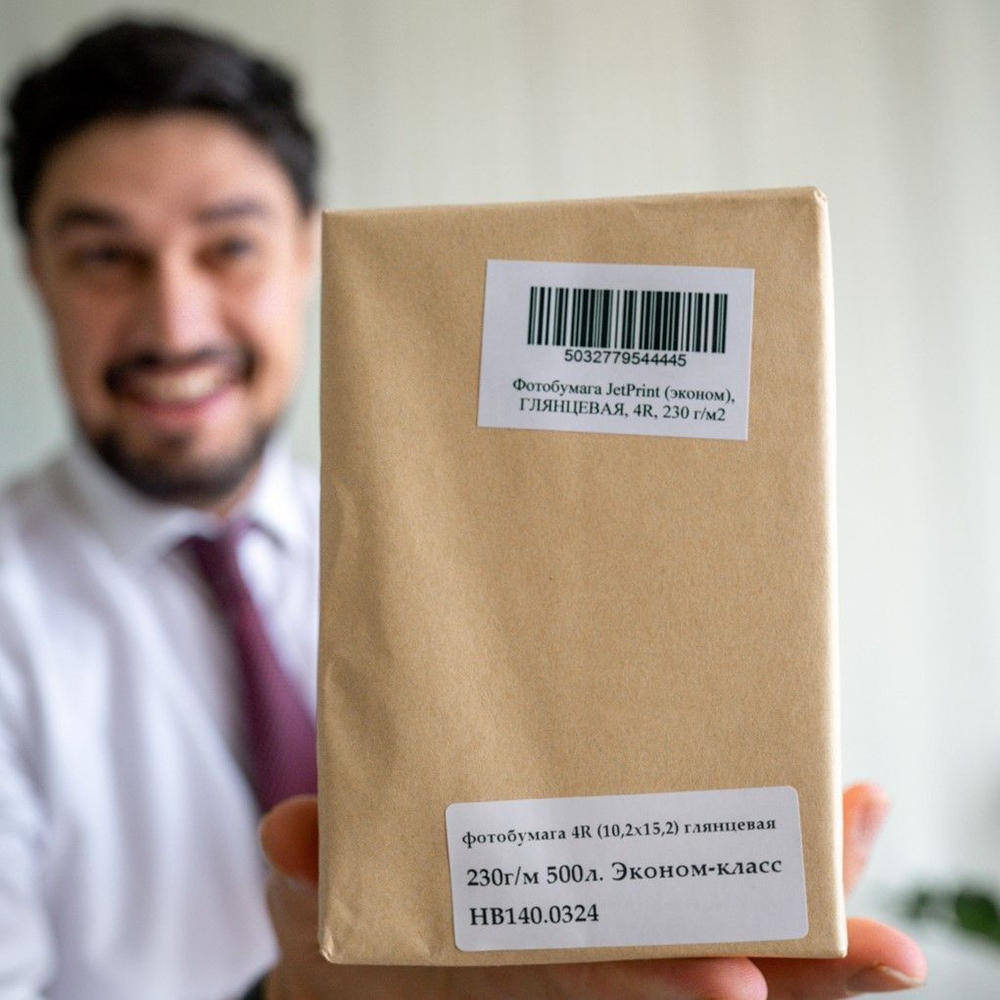 5032779544445
Фотобумага JetPrint (эконом),
ГЛЯНЦЕВАЯ, 4R, 230 г/м2
фотобумага 4R (10,2х15,2) глянцевая
230г/м 500л. Эконом-класс
НВ140.0324